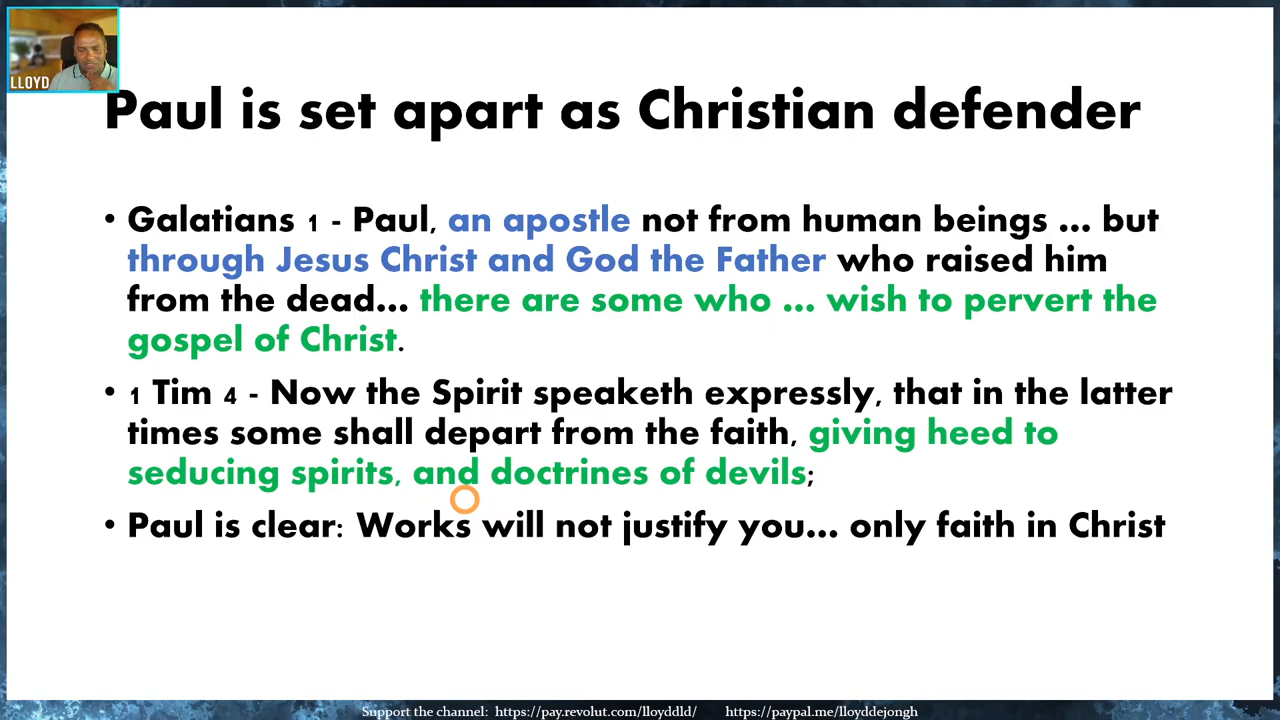 LLOYD
Paul is set apart as Christian defender
• Galatians 1 - Paul, an apostle not from human beings ... but
through Jesus Christ and God the Father who raised him
from the dead... there are some who ... wish to pervert the
gospel of Christ.
• 1 Tim 4 - Now the Spirit speaketh expressly, that in the latter
times some shall depart from the faith, giving heed to
seducing spirits, and doctrines of devils;
• Paul is clear: Works will not justify you... only faith in Christ
Support the channel: https://pay.revolut.com/lloyddld/ https://paypal.me/lloyddejongh